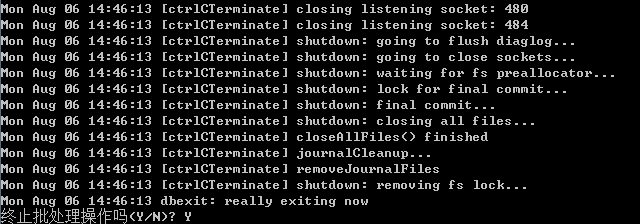 Mon Aug 06 14:46:13 [ctrlCTerminate] closing listening socket: 480
Mon Aug 06 14:46:13 [ctrlCTerminate] closing listening socket: 484
Mon Aug 06 14:46:13 [ctrlCTerminate] shutdown: going to flush diaglog...
Mon Aug 06 14:46:13 [ctrlCTerminate] shutdown: going to close sockets...
Mon Aug 06 14:46:13 [ctrlCTerminate] shutdown: waiting for fs preallocator...
Mon Aug 06 14:46:13 [ctrlCTerminate] shutdown: lock for final commit...
Mon Aug 06 14:46:13 [ctrlCTerminate] shutdown: final commit...
Mon Aug 06 14:46:13 [ctrlCTerminate] shutdown: closing all files...
Mon Aug 06 14:46:13 [ctrlCTerminate] closeAllFiles() finished
Mon Aug 06 14:46:13 [ctrlCTerminate] journalCleanup...
Mon Aug 06 14:46:13 [ctrlCTerminate] removeJournalFiles
Mon Aug 06 14:46:13 [ctrlCTerminate] shutdown: removing fs lock...
Mon Aug 06 14:46:13 dbexit: really exiting now
终止批处理操作吗(Y/N)? Y